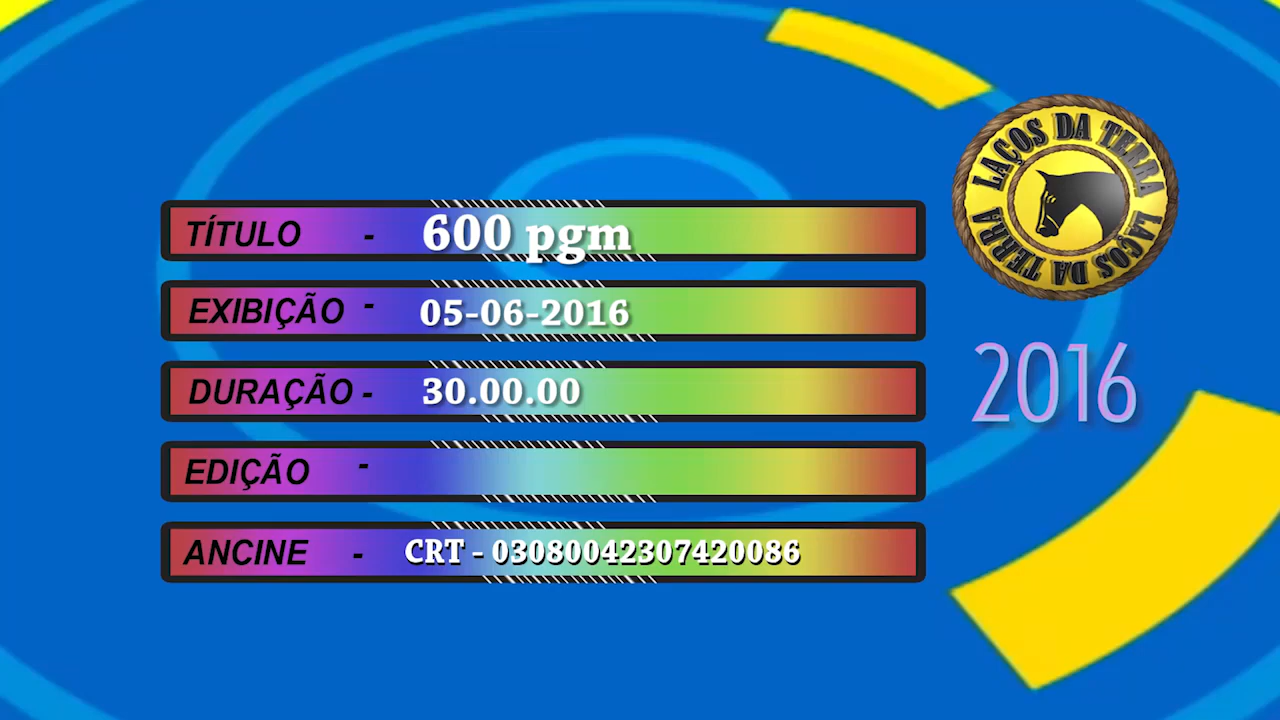 LAÇOS DA TERRA LAÇOS DA TERRA
TÍTULO - 600 pgm
EXIBIÇÃO - 05-06-2016
DURAÇÃO - 30.00.00
2016
EDIÇÃO -
ANCINE - CRT - 03080042307420086